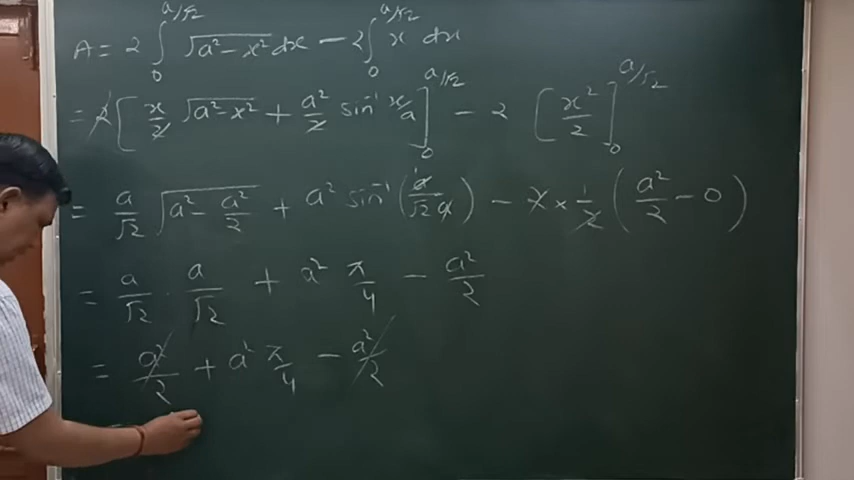 A = 2 ∫₀^{a/√2} √(a² − x²) dx − 2 ∫₀^{a/√2} x dx
= 2 [ x/2 √(a² − x²) + a²/2 sin⁻¹ x/a ]₀^{a/√2} − 2 [ x²/2 ]₀^{a/√2}
= a/√2 √(a² − a²/2) + a² sin⁻¹ ( a/(√2 a) ) − 2 × 1/2 ( a²/2 − 0 )
= a/√2 · a/√2 + a² π/4 − a²/2
= a²/2 + a² π/4 − a²/2
=